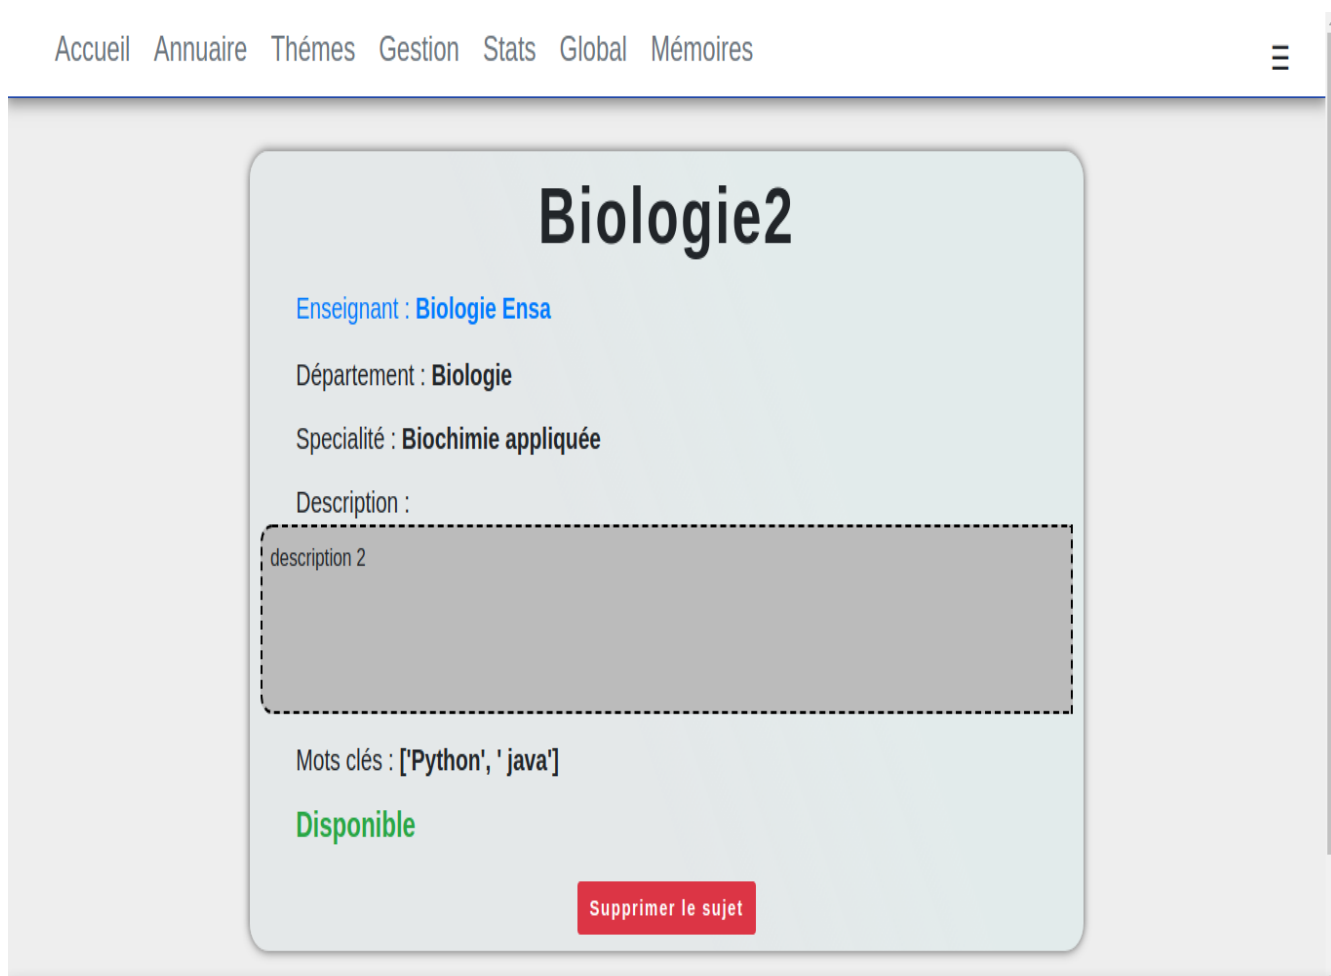 Accueil Annuaire Thémes Gestion Stats Global Mémoires
Biologie2
Enseignant : Biologie Ensa
Département : Biologie
Specialité : Biochimie appliquée
Description :
description 2
Mots clés : ['Python', ' java']
Disponible
Supprimer le sujet